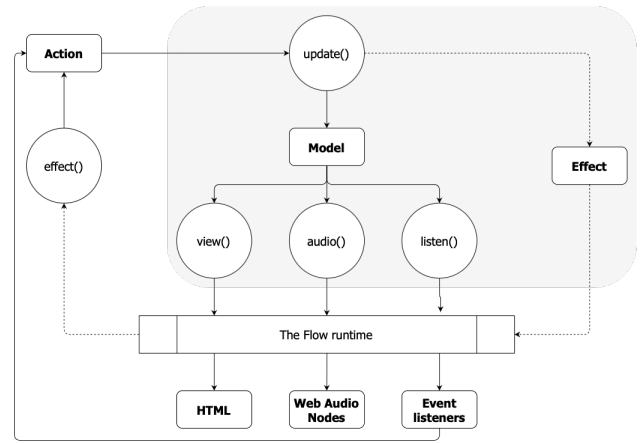 Action
update()
effect()
Model
Effect
view()
audio()
listen()
The Flow runtime
HTML
Web Audio
Nodes
Event
listeners